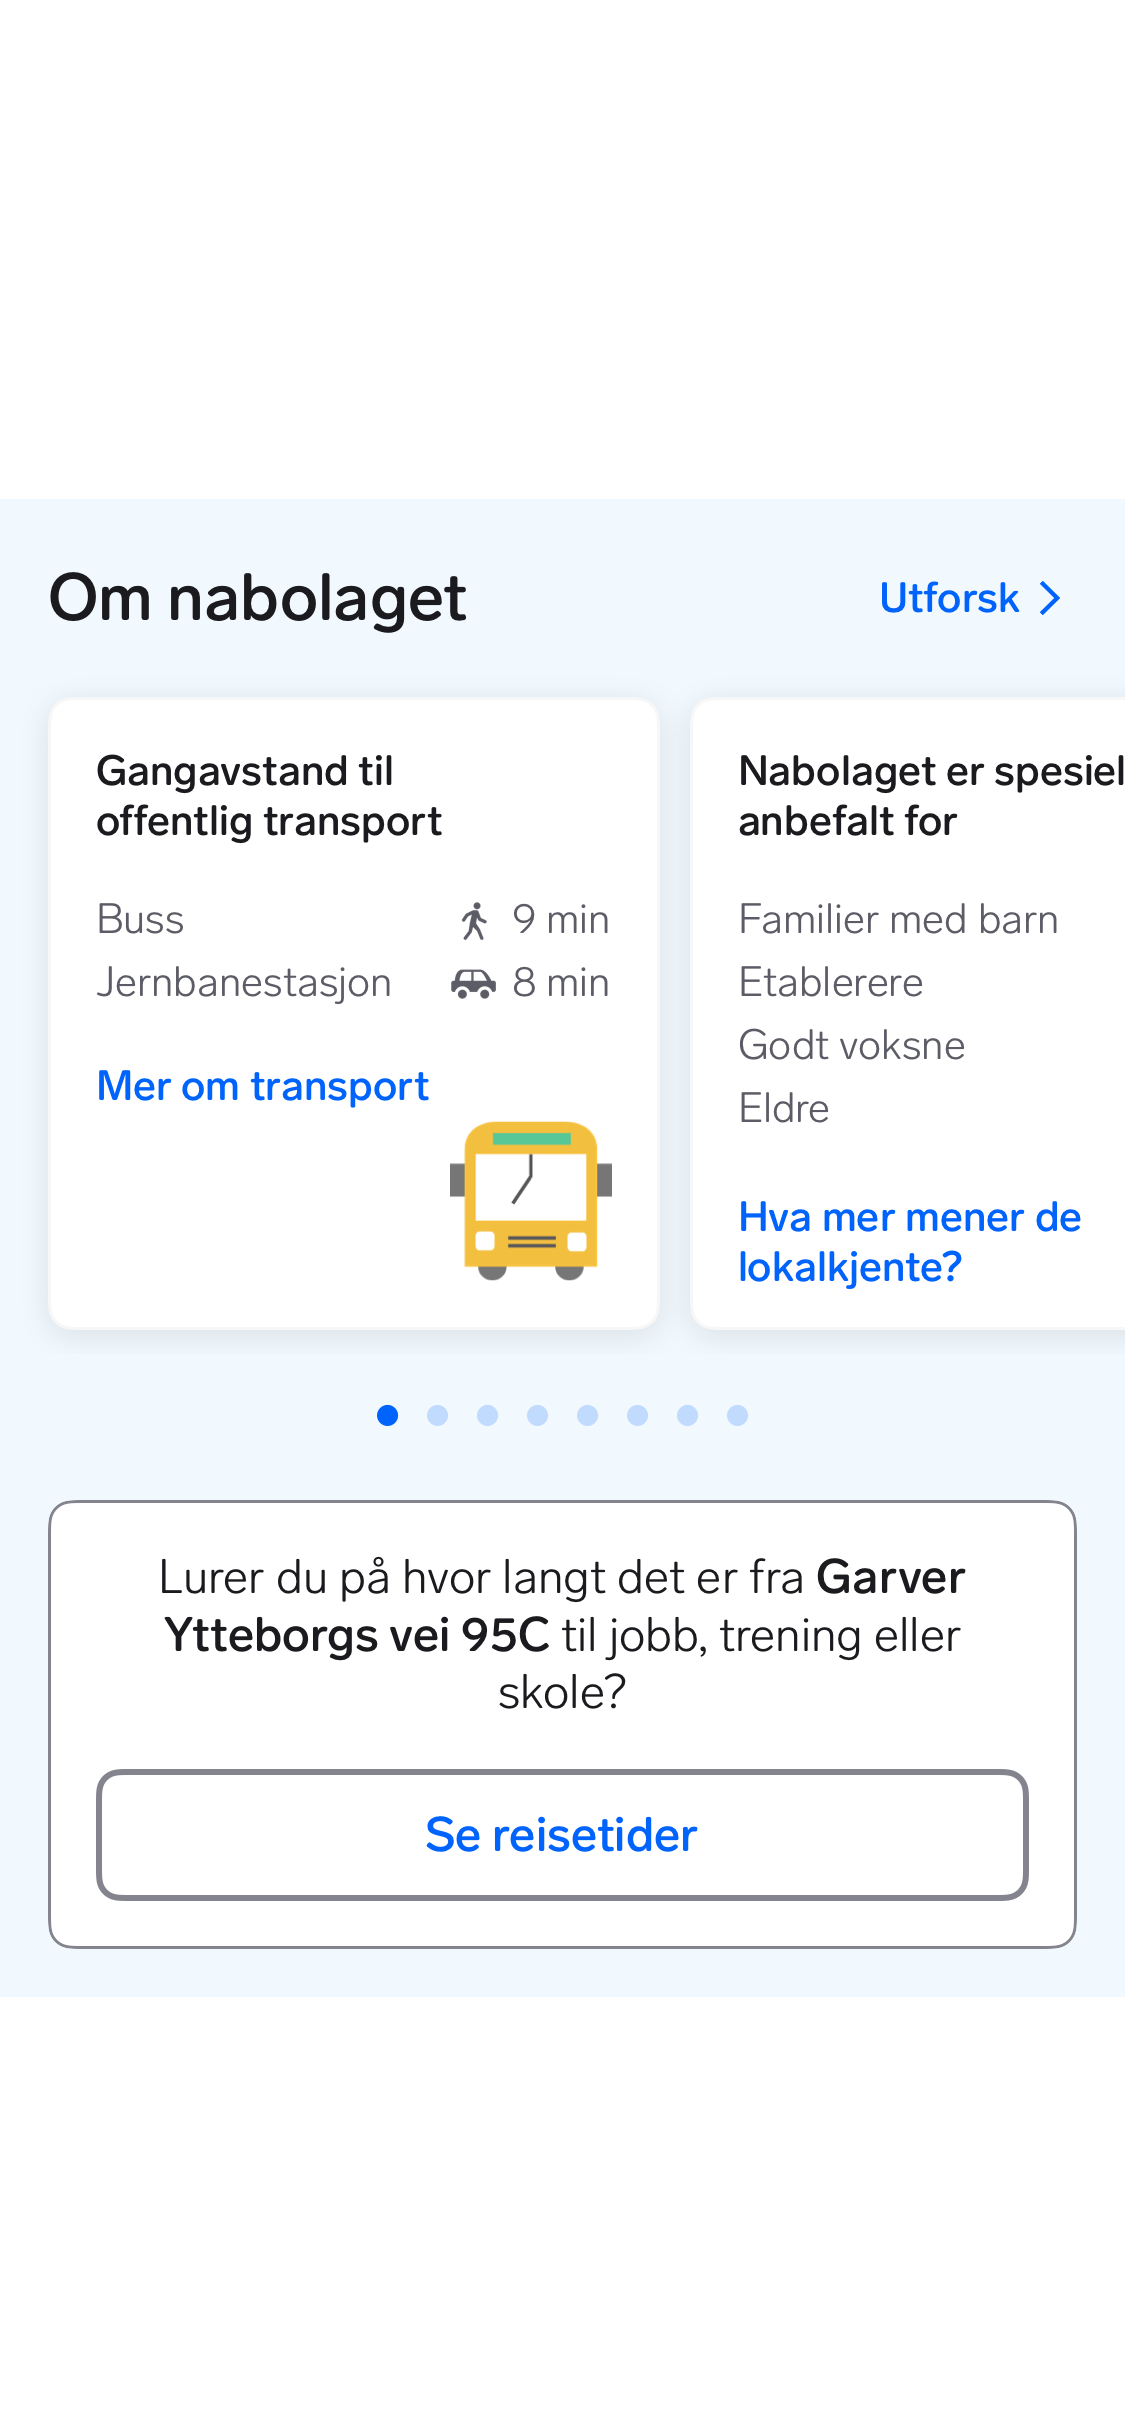 Om nabolaget
Utforsk
Gangavstand til
offentlig transport
Buss 9 min
Jernbanestasjon 8 min
Mer om transport
Nabolaget er spesiel
anbefalt for
Familier med barn
Etablerere
Godt voksne
Eldre
Hva mer mener de
lokalkjente?
Lurer du på hvor langt det er fra Garver
Ytteborgs vei 95C til jobb, trening eller
skole?
Se reisetider